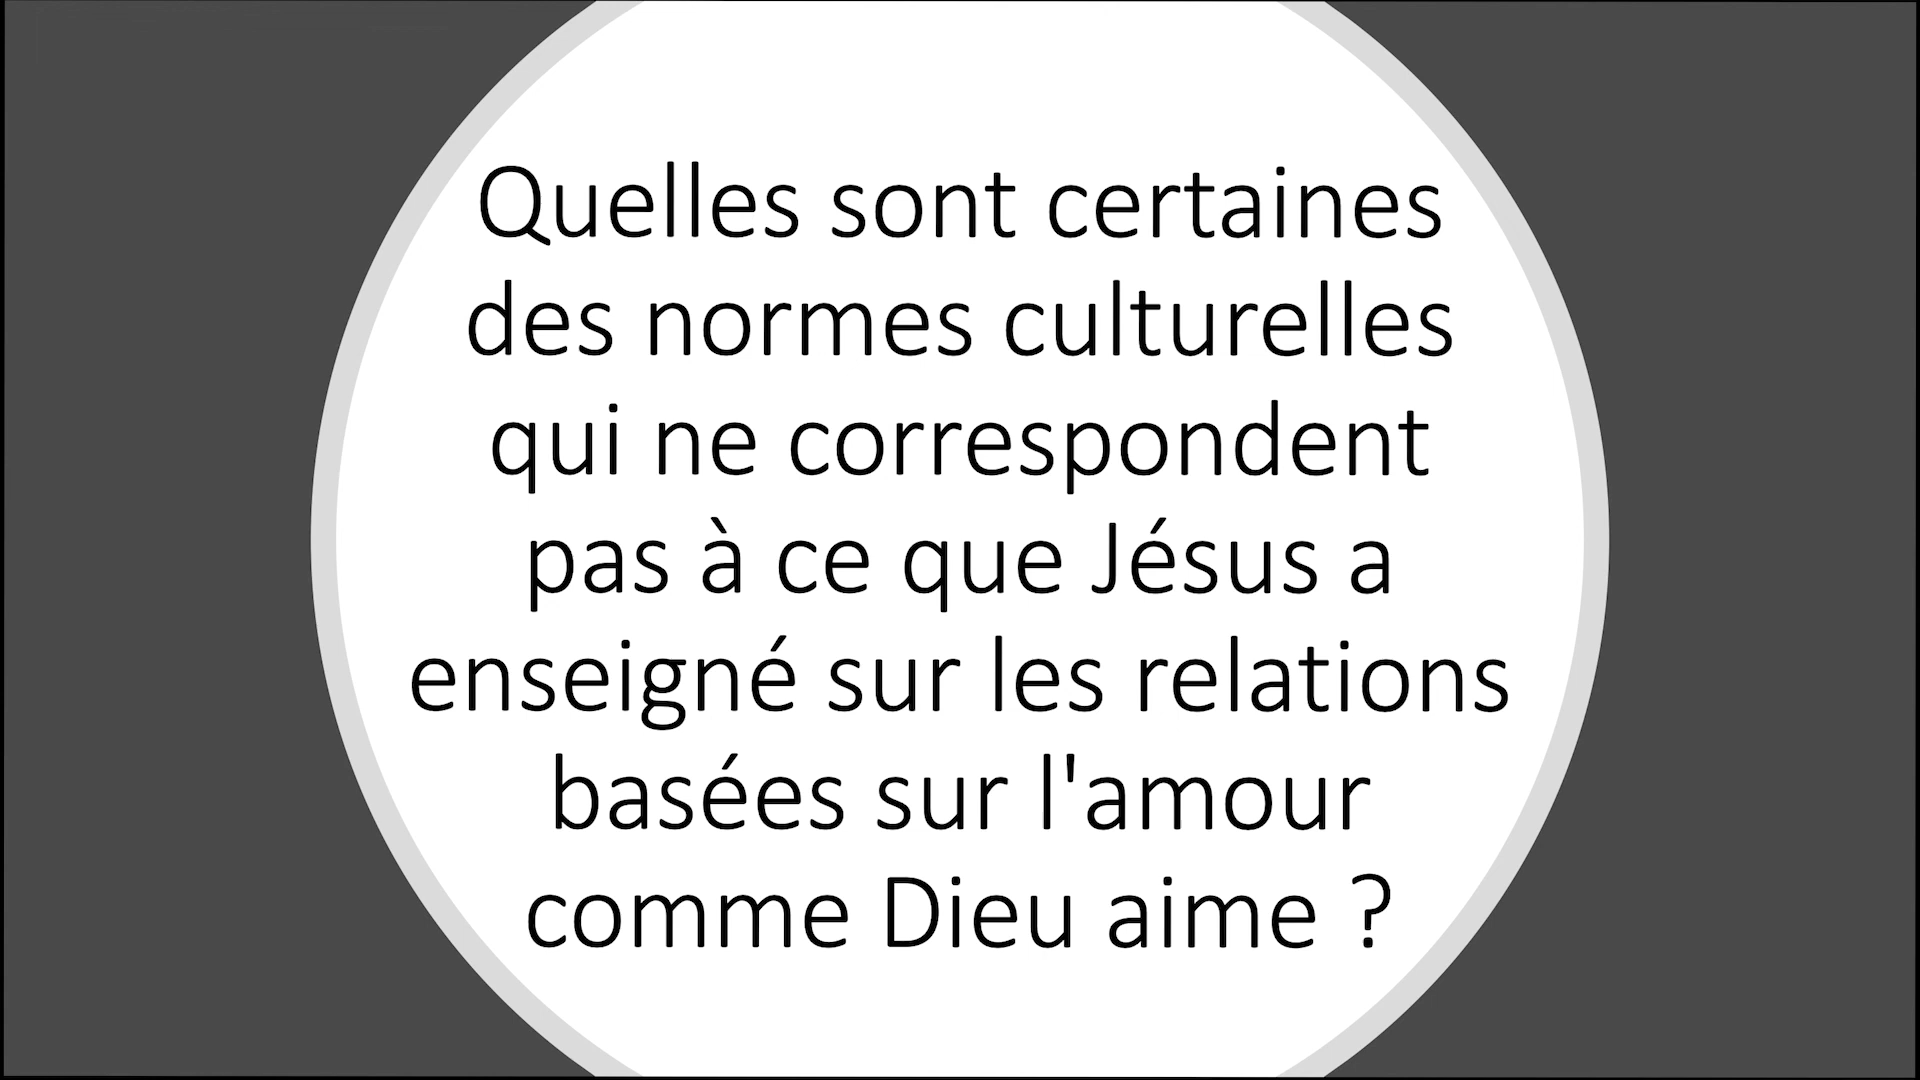 Quelles sont certaines
des normes culturelles
qui ne correspondent
pas à ce que Jésus a
enseigné sur les relations
basées sur l'amour
comme Dieu aime ?